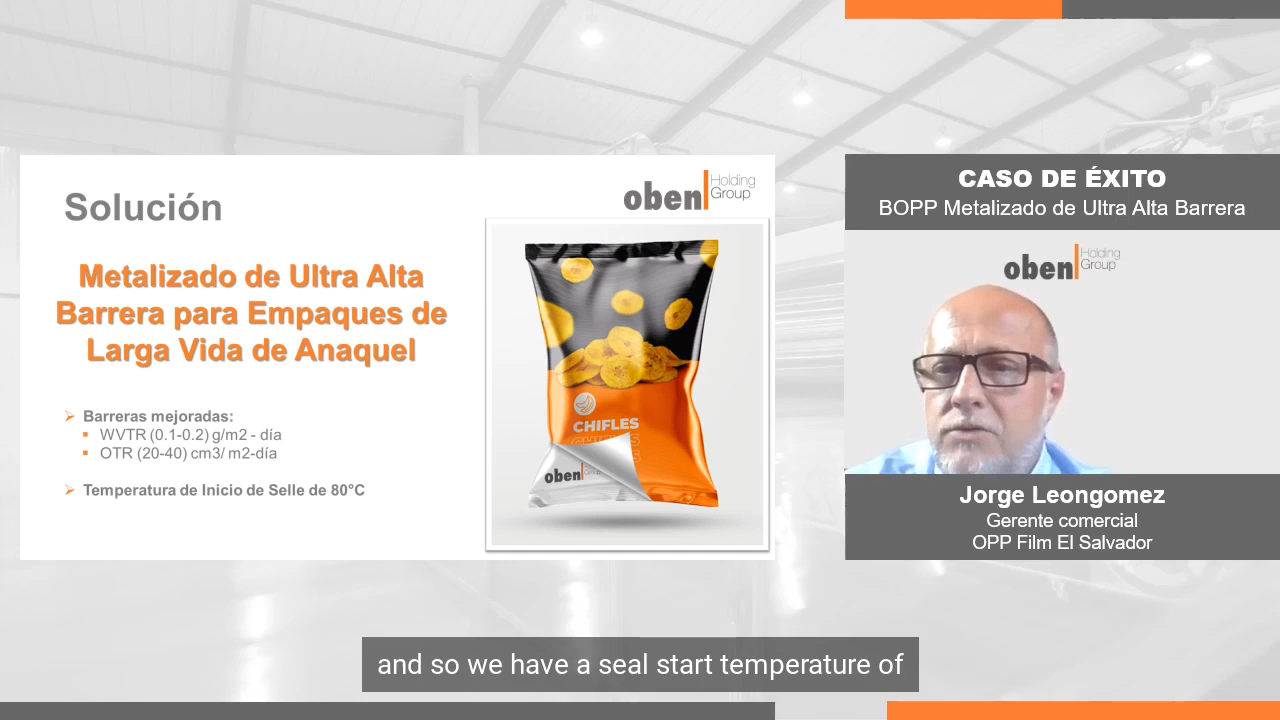 Solución
oben Holding Group
Metalizado de Ultra Alta
Barrera para Empaques de
Larga Vida de Anaquel
Barreras mejoradas:
WVTR (0.1-0.2) g/m2 - día
OTR (20-40) cm3/ m2-día
Temperatura de Inicio de Selle de 80°C
CHIFLES
oben
CASO DE ÉXITO
BOPP Metalizado de Ultra Alta Barrera
oben Holding Group
Jorge Leongomez
Gerente comercial
OPP Film El Salvador
and so we have a seal start temperature of